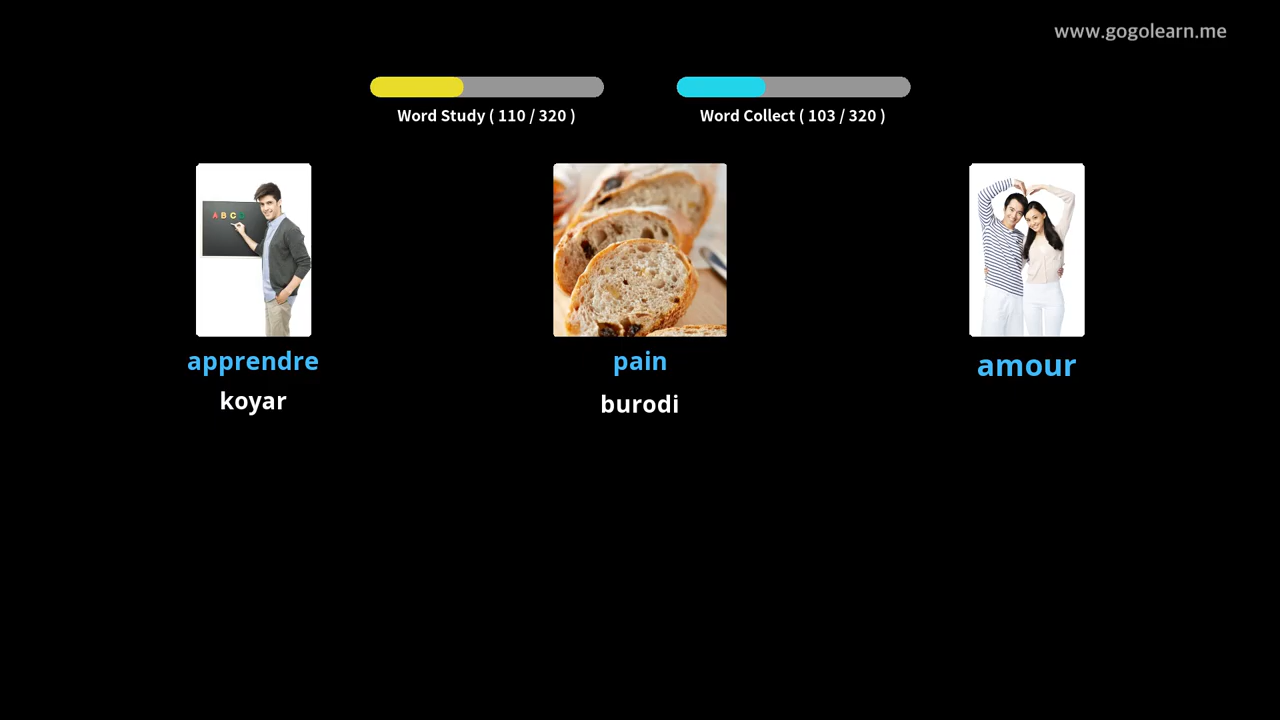 www.gogolearn.me
Word Study ( 110 / 320 )
Word Collect ( 103 / 320 )
A B C D
apprendre
pain
amour
koyar
burodi